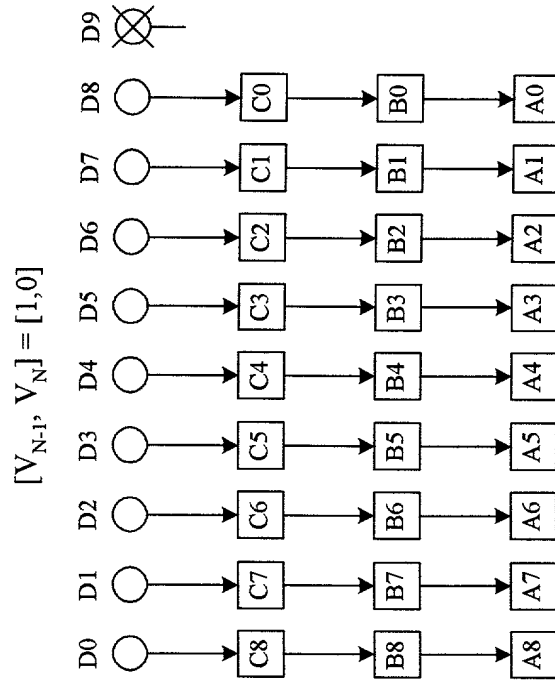 [V_{N-1}, V_N] = [1,0]
D0 D1 D2 D3 D4 D5 D6 D7 D8 D9
C8 C7 C6 C5 C4 C3 C2 C1 C0
B8 B7 B6 B5 B4 B3 B2 B1 B0
A8 A7 A6 A5 A4 A3 A2 A1 A0